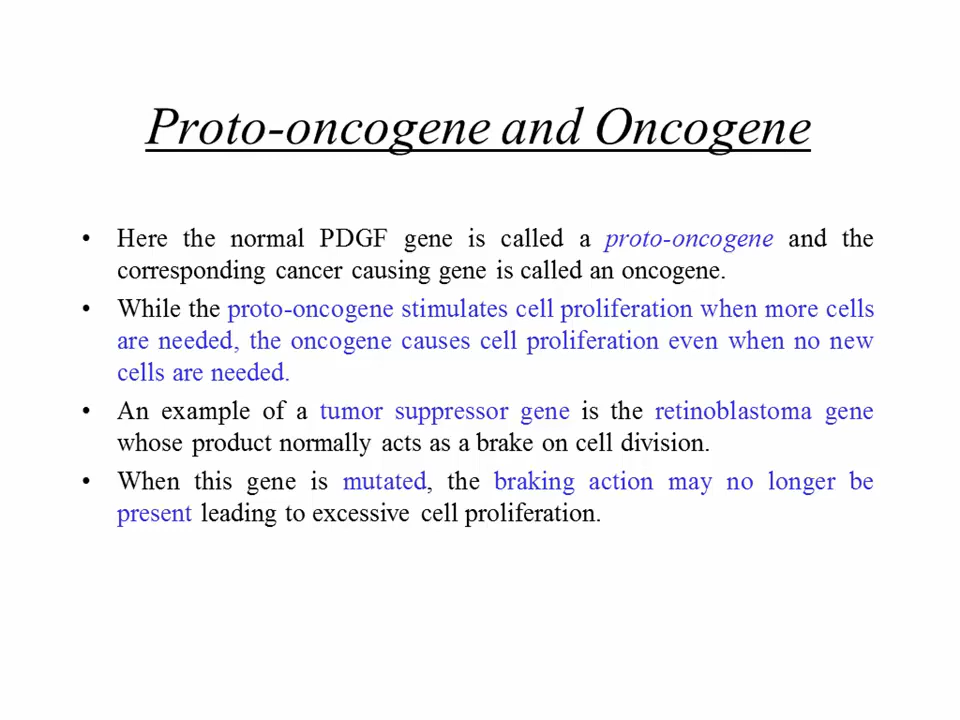 Proto-oncogene and Oncogene
• Here the normal PDGF gene is called a proto-oncogene and the
corresponding cancer causing gene is called an oncogene.
• While the proto-oncogene stimulates cell proliferation when more cells
are needed, the oncogene causes cell proliferation even when no new
cells are needed.
• An example of a tumor suppressor gene is the retinoblastoma gene
whose product normally acts as a brake on cell division.
• When this gene is mutated, the braking action may no longer be
present leading to excessive cell proliferation.